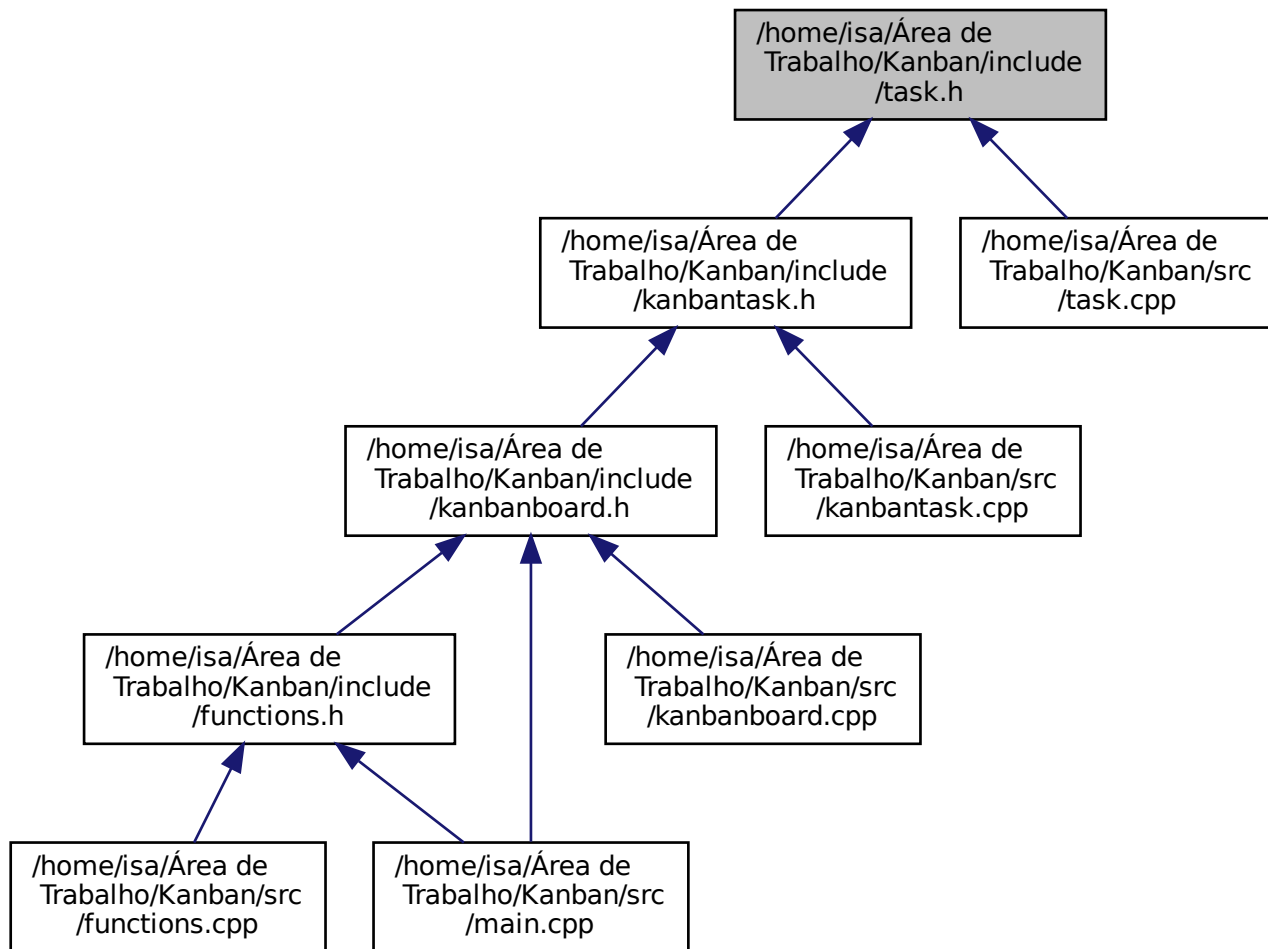 /home/isa/Área de
Trabalho/Kanban/include
/task.h
/home/isa/Área de
Trabalho/Kanban/include
/kanbantask.h
/home/isa/Área de
Trabalho/Kanban/src
/task.cpp
/home/isa/Área de
Trabalho/Kanban/include
/kanbanboard.h
/home/isa/Área de
Trabalho/Kanban/src
/kanbantask.cpp
/home/isa/Área de
Trabalho/Kanban/include
/functions.h
/home/isa/Área de
Trabalho/Kanban/src
/kanbanboard.cpp
/home/isa/Área de
Trabalho/Kanban/src
/functions.cpp
/home/isa/Área de
Trabalho/Kanban/src
/main.cpp